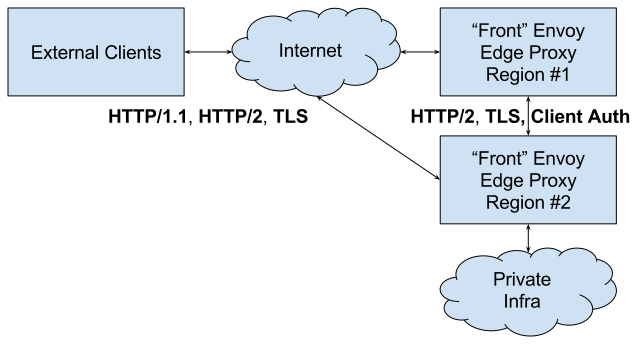 External Clients
Internet
“Front” Envoy
Edge Proxy
Region #1
HTTP/1.1, HTTP/2, TLS
HTTP/2, TLS, Client Auth
“Front” Envoy
Edge Proxy
Region #2
Private
Infra